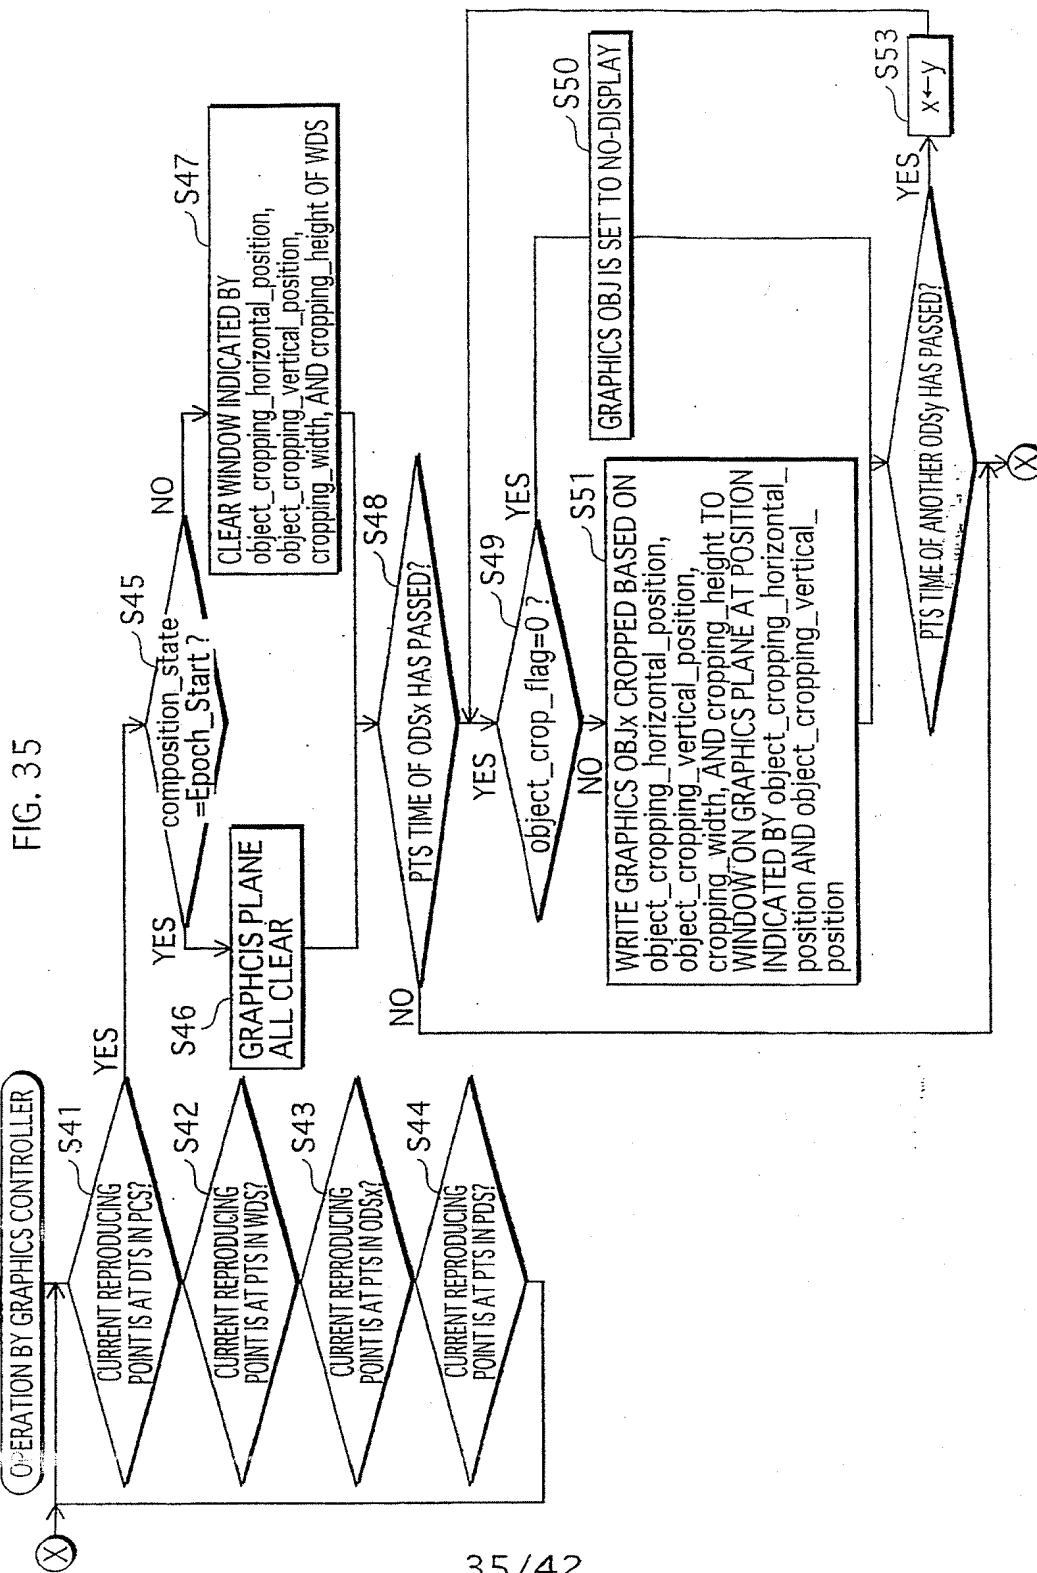 FIG. 35
OPERATION BY GRAPHICS CONTROLLER
X
S41
CURRENT REPRODUCING
POINT IS AT DTS IN PCS?
YES
S42
CURRENT REPRODUCING
POINT IS AT PTS IN WDS?
S43
CURRENT REPRODUCING
POINT IS AT PTS IN ODSx?
S44
CURRENT REPRODUCING
POINT IS AT PTS IN PDS?
S45
composition_state
=Epoch_Start ?
YES
NO
S46
GRAPHCIS PLANE
ALL CLEAR
S47
CLEAR WINDOW INDICATED BY
object_cropping_horizontal_position,
object_cropping_vertical_position,
cropping_width, AND cropping_height OF WDS
S48
PTS TIME OF ODSx HAS PASSED?
NO
YES
S49
object_crop_flag=0 ?
YES
NO
S50
GRAPHICS OBJ IS SET TO NO-DISPLAY
S51
WRITE GRAPHICS OBJx CROPPED BASED ON
object_cropping_horizontal_position,
object_cropping_vertical_position,
cropping_width, AND cropping_height TO
WINDOW ON GRAPHICS PLANE AT POSITION
INDICATED BY object_cropping_horizontal_
position AND object_cropping_vertical_
position
PTS TIME OF ANOTHER ODSy HAS PASSED?
YES
S53
x←y
X
35/42